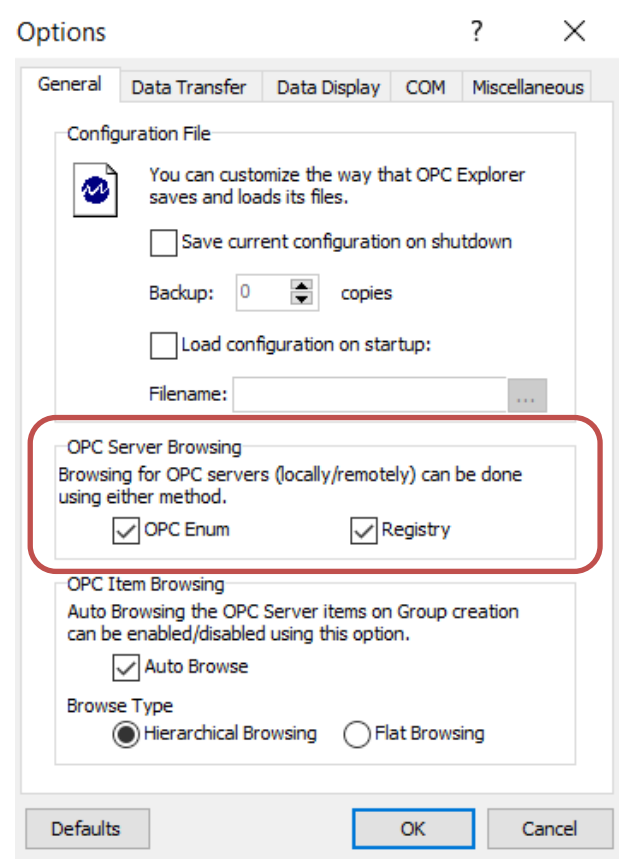 Options
?
General Data Transfer Data Display COM Miscellaneous
Configuration File
You can customize the way that OPC Explorer
saves and loads its files.
Save current configuration on shutdown
Backup: 0 copies
Load configuration on startup:
Filename: ...
OPC Server Browsing
Browsing for OPC servers (locally/remotely) can be done
using either method.
OPC Enum Registry
OPC Item Browsing
Auto Browsing the OPC Server items on Group creation
can be enabled/disabled using this option.
Auto Browse
Browse Type
Hierarchical Browsing Flat Browsing
Defaults OK Cancel